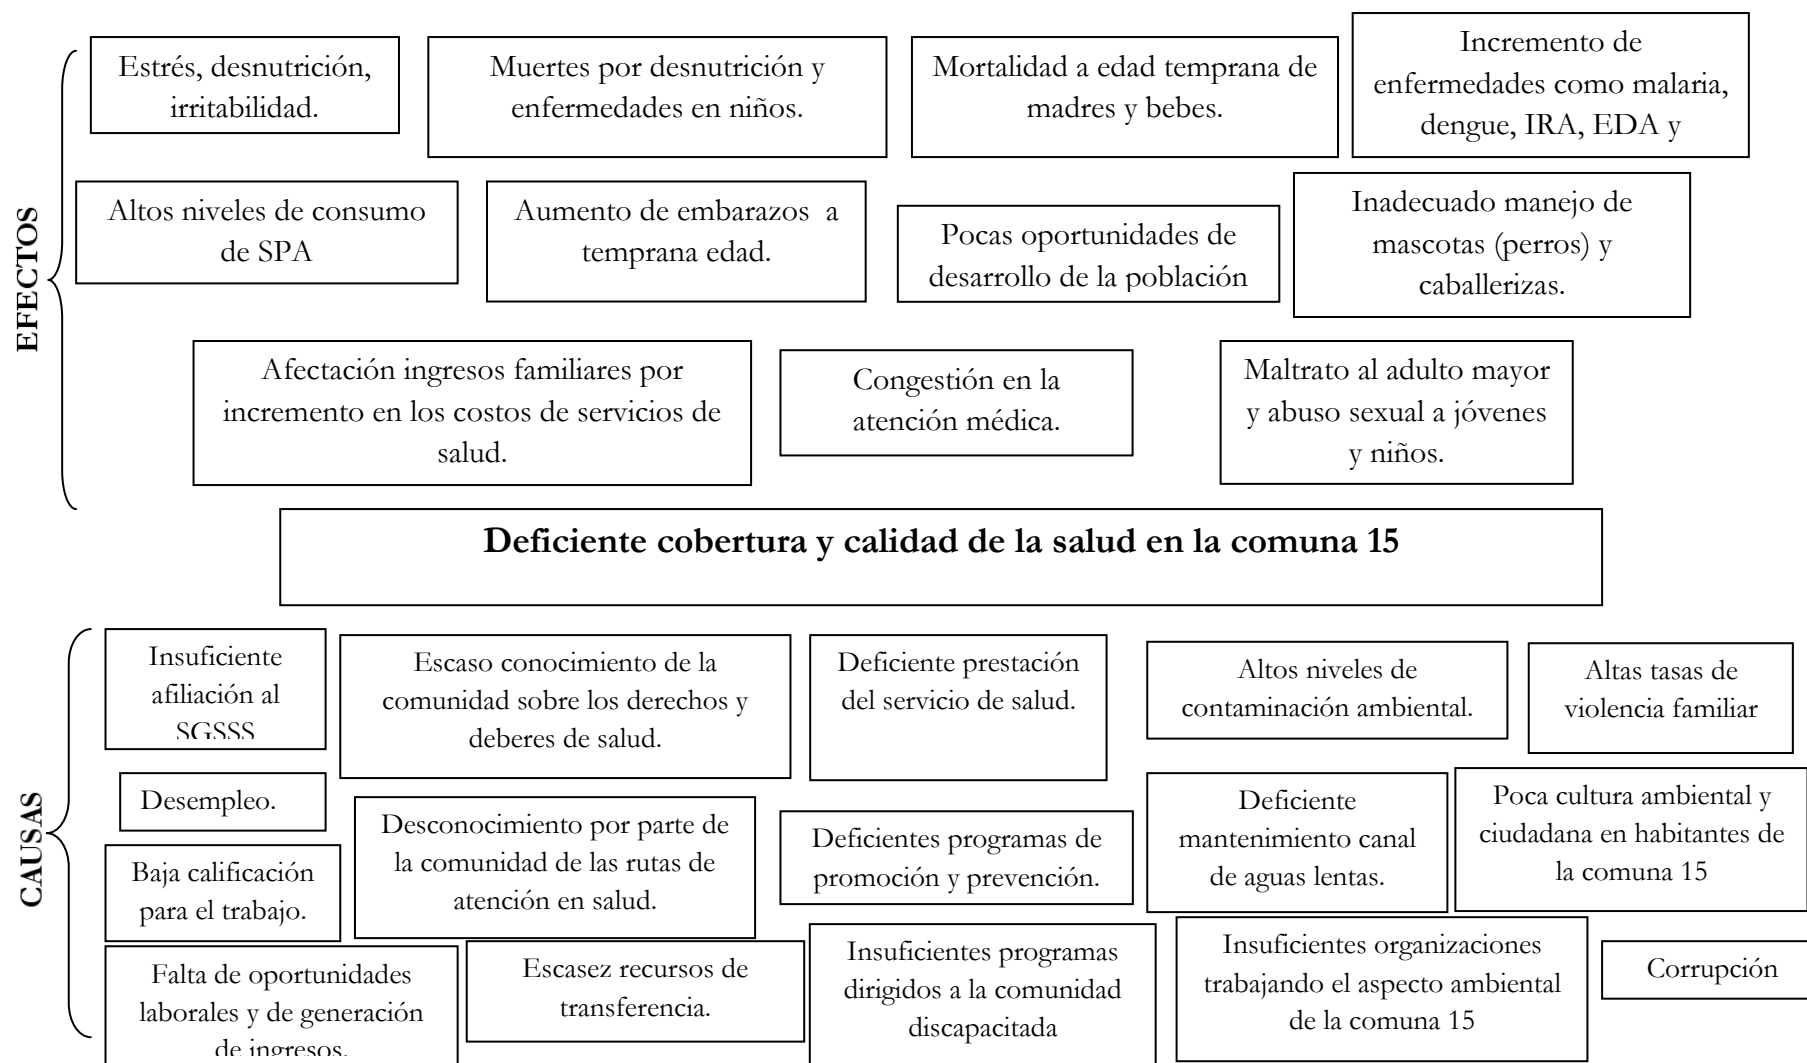 EFECTOS
Estrés, desnutrición,
irritabilidad.
Muertes por desnutrición y
enfermedades en niños.
Mortalidad a edad temprana de
madres y bebes.
Incremento de
enfermedades como malaria,
dengue, IRA, EDA y
Altos niveles de consumo
de SPA
Aumento de embarazos a
temprana edad.
Pocas oportunidades de
desarrollo de la población
Inadecuado manejo de
mascotas (perros) y
caballerizas.
Afectación ingresos familiares por
incremento en los costos de servicios de
salud.
Congestión en la
atención médica.
Maltrato al adulto mayor
y abuso sexual a jóvenes
y niños.
Deficiente cobertura y calidad de la salud en la comuna 15
CAUSAS
Insuficiente
afiliación al
SGSSS
Escaso conocimiento de la
comunidad sobre los derechos y
deberes de salud.
Deficiente prestación
del servicio de salud.
Altos niveles de
contaminación ambiental.
Altas tasas de
violencia familiar
Desempleo.
Desconocimiento por parte de
la comunidad de las rutas de
atención en salud.
Deficientes programas de
promoción y prevención.
Deficiente
mantenimiento canal
de aguas lentas.
Poca cultura ambiental y
ciudadana en habitantes de
la comuna 15
Baja calificación
para el trabajo.
Falta de oportunidades
laborales y de generación
de ingresos.
Escasez recursos de
transferencia.
Insuficientes programas
dirigidos a la comunidad
discapacitada
Insuficientes organizaciones
trabajando el aspecto ambiental
de la comuna 15
Corrupción